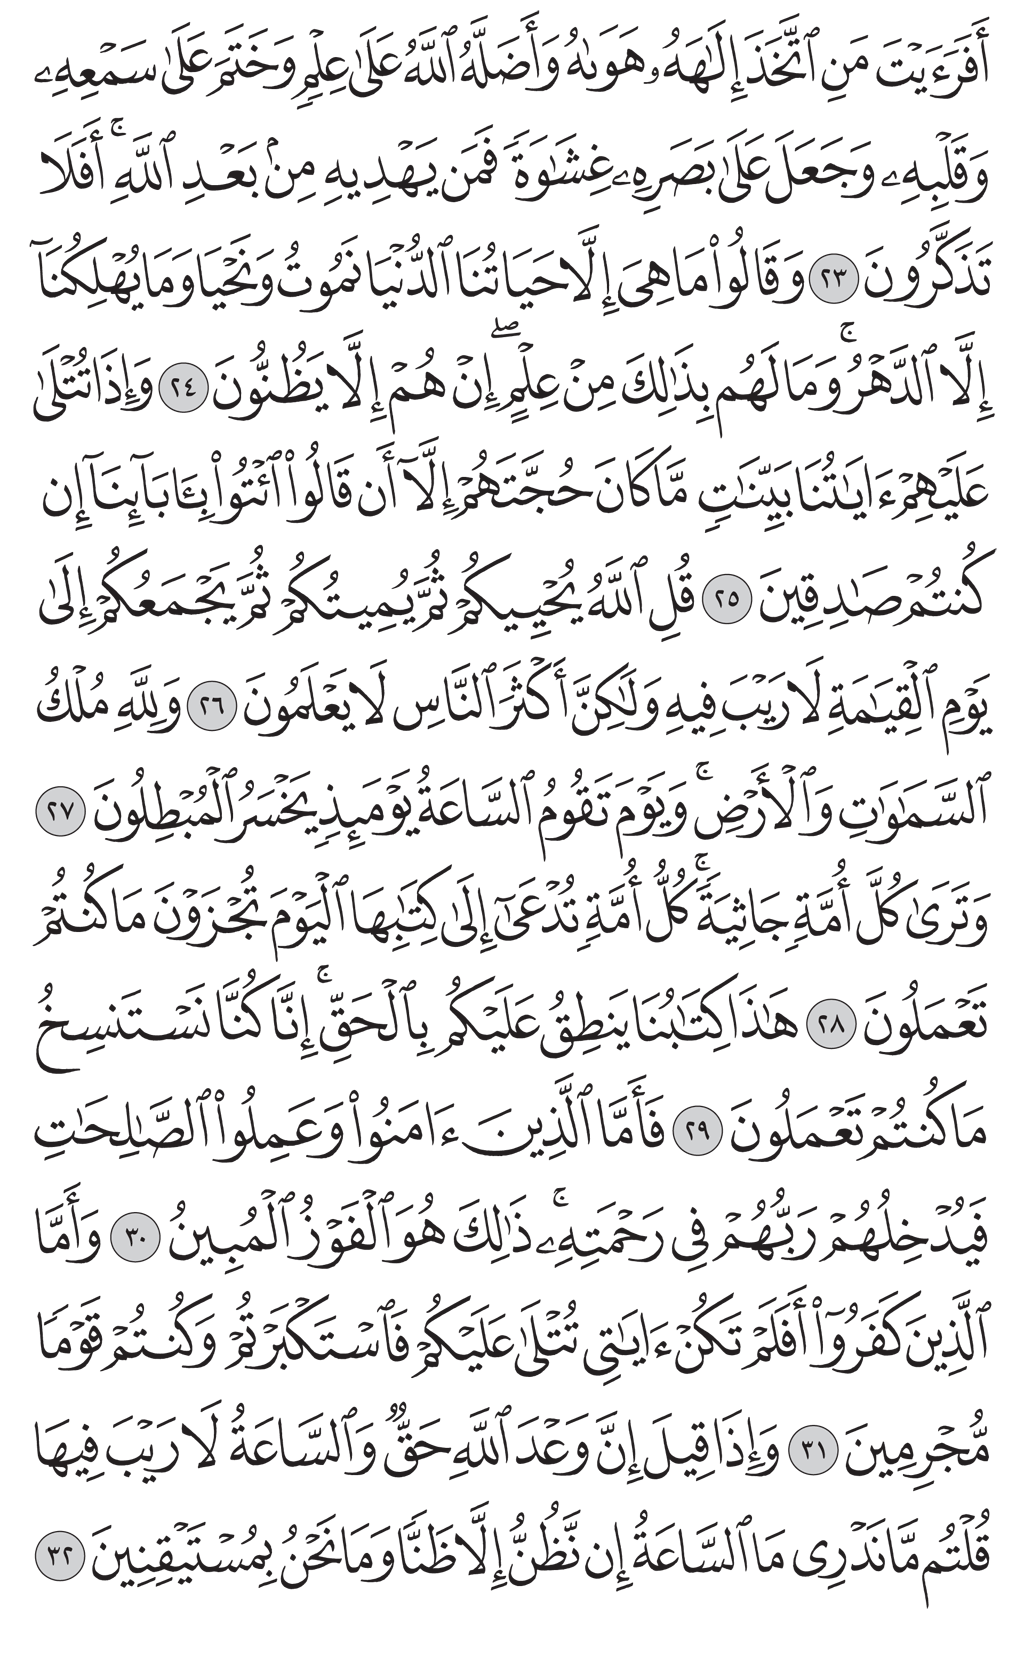 أَفَرَءَيْتَ مَنِ ٱتَّخَذَ إِلَٰهَهُۥ هَوَىٰهُ وَأَضَلَّهُ ٱللَّهُ عَلَىٰ عِلْمٍ وَخَتَمَ عَلَىٰ سَمْعِهِۦ
وَقَلْبِهِۦ وَجَعَلَ عَلَىٰ بَصَرِهِۦ غِشَٰوَةً فَمَن يَهْدِيهِ مِنۢ بَعْدِ ٱللَّهِ ۚ أَفَلَا
تَذَكَّرُونَ ٢٣ وَقَالُوا۟ مَا هِىَ إِلَّا حَيَاتُنَا ٱلدُّنْيَا نَمُوتُ وَنَحْيَا وَمَا يُهْلِكُنَآ
إِلَّا ٱلدَّهْرُ ۚ وَمَا لَهُم بِذَٰلِكَ مِنْ عِلْمٍ ۖ إِنْ هُمْ إِلَّا يَظُنُّونَ ٢٤ وَإِذَا تُتْلَىٰ
عَلَيْهِمْ ءَايَٰتُنَا بَيِّنَٰتٍ مَّا كَانَ حُجَّتَهُمْ إِلَّآ أَن قَالُوا۟ ٱئْتُوا۟ بِـَٔابَآئِنَآ إِن
كُنتُمْ صَٰدِقِينَ ٢٥ قُلِ ٱللَّهُ يُحْيِيكُمْ ثُمَّ يُمِيتُكُمْ ثُمَّ يَجْمَعُكُمْ إِلَىٰ
يَوْمِ ٱلْقِيَٰمَةِ لَا رَيْبَ فِيهِ وَلَٰكِنَّ أَكْثَرَ ٱلنَّاسِ لَا يَعْلَمُونَ ٢٦ وَلِلَّهِ مُلْكُ
ٱلسَّمَٰوَٰتِ وَٱلْأَرْضِ ۚ وَيَوْمَ تَقُومُ ٱلسَّاعَةُ يَوْمَئِذٍ يَخْسَرُ ٱلْمُبْطِلُونَ ٢٧
وَتَرَىٰ كُلَّ أُمَّةٍ جَاثِيَةً ۚ كُلُّ أُمَّةٍ تُدْعَىٰٓ إِلَىٰ كِتَٰبِهَا ٱلْيَوْمَ تُجْزَوْنَ مَا كُنتُمْ
تَعْمَلُونَ ٢٨ هَٰذَا كِتَٰبُنَا يَنطِقُ عَلَيْكُم بِٱلْحَقِّ ۚ إِنَّا كُنَّا نَسْتَنسِخُ
مَا كُنتُمْ تَعْمَلُونَ ٢٩ فَأَمَّا ٱلَّذِينَ ءَامَنُوا۟ وَعَمِلُوا۟ ٱلصَّٰلِحَٰتِ
فَيُدْخِلُهُمْ رَبُّهُمْ فِى رَحْمَتِهِۦ ۚ ذَٰلِكَ هُوَ ٱلْفَوْزُ ٱلْمُبِينُ ٣٠ وَأَمَّا
ٱلَّذِينَ كَفَرُوٓا۟ أَفَلَمْ تَكُنْ ءَايَٰتِى تُتْلَىٰ عَلَيْكُمْ فَٱسْتَكْبَرْتُمْ وَكُنتُمْ قَوْمًا
مُّجْرِمِينَ ٣١ وَإِذَا قِيلَ إِنَّ وَعْدَ ٱللَّهِ حَقٌّ وَٱلسَّاعَةُ لَا رَيْبَ فِيهَا
قُلْتُم مَّا نَدْرِى مَا ٱلسَّاعَةُ إِن نَّظُنُّ إِلَّا ظَنًّا وَمَا نَحْنُ بِمُسْتَيْقِنِينَ ٣٢